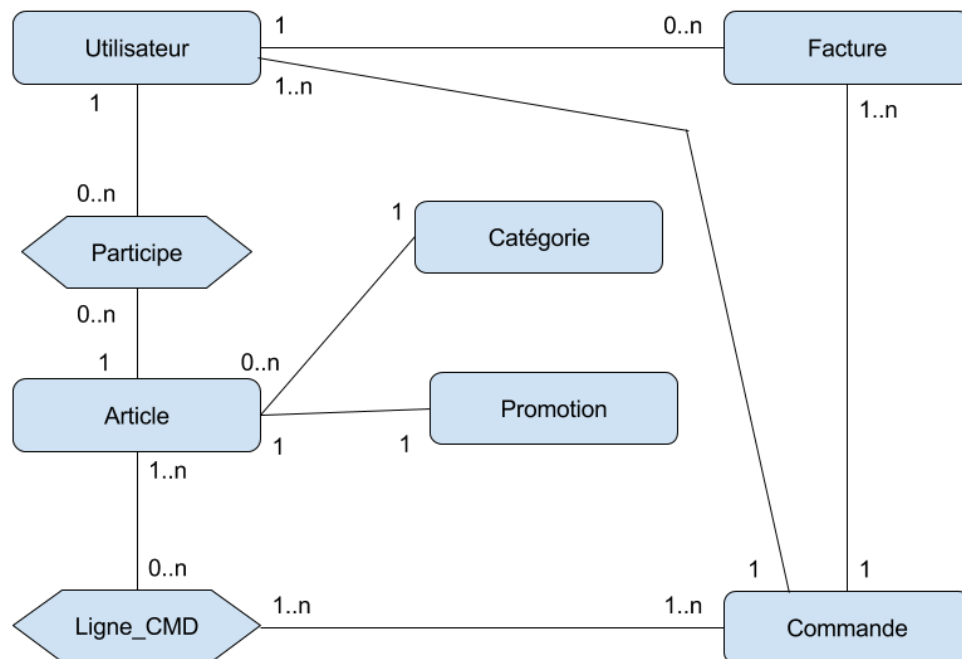 Utilisateur
1
0..n
Facture
1
1..n
1..n
0..n
1
Catégorie
Participe
0..n
1
0..n
Article
1
1
Promotion
1..n
0..n
1
1
Ligne_CMD
1..n
1..n
Commande